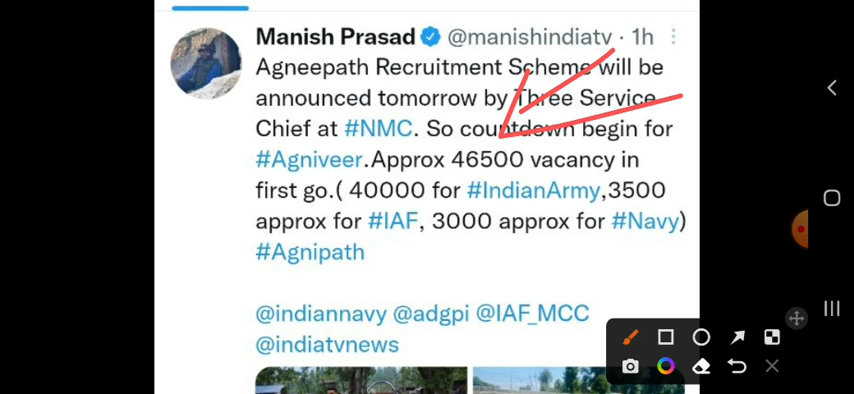 Manish Prasad @manishindiatv · 1h
Agneepath Recruitment Scheme will be
announced tomorrow by Three Service
Chief at #NMC. So countdown begin for
#Agniveer.Approx 46500 vacancy in
first go.( 40000 for #IndianArmy,3500
approx for #IAF, 3000 approx for #Navy)
#Agnipath
@indiannavy @adgpi @IAF_MCC
@indiatvnews